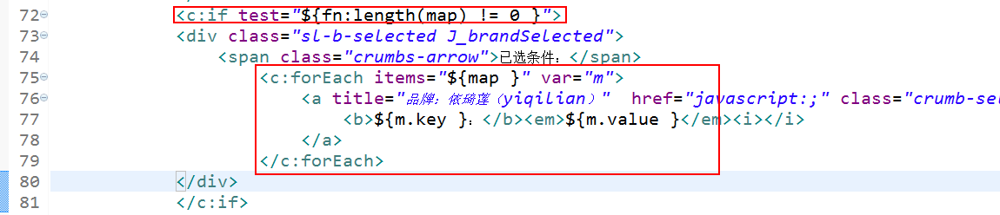 72 <c:if test="${fn:length(map) != 0 }">
73 <div class="sl-b-selected J_brandSelected">
74 <span class="crumbs-arrow">已选条件：</span>
75 <c:forEach items="${map }" var="m">
76 <a title="品牌：依琦莲（yiqilian）" href="javascript:;" class="crumb-sel
77 <b>${m.key }：</b><em>${m.value }</em><i></i>
78 </a>
79 </c:forEach>
80 </div>
81 </c:if>